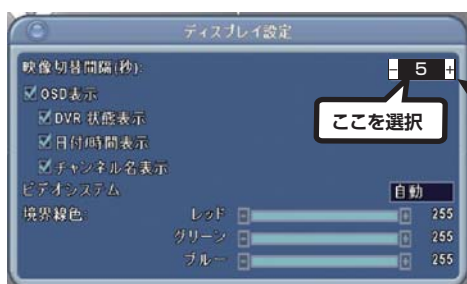 ディスプレイ設定
映像切替間隔(秒): - 5 +
OSD表示
ここを選択
DVR 状態表示
日付/時間表示
チャンネル名表示
ビデオシステム 自動
境界線色: レッド - + 255
グリーン - + 255
ブルー - + 255